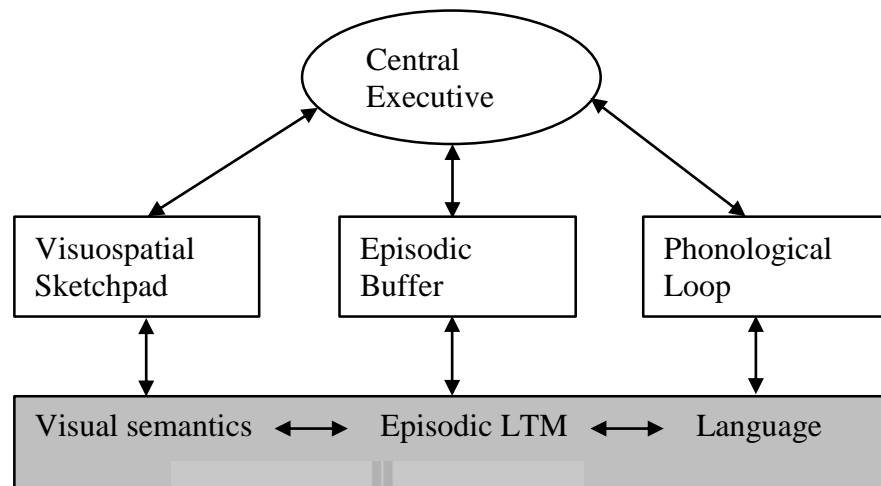 Central
Executive
Visuospatial
Sketchpad
Episodic
Buffer
Phonological
Loop
Visual semantics
Episodic LTM
Language